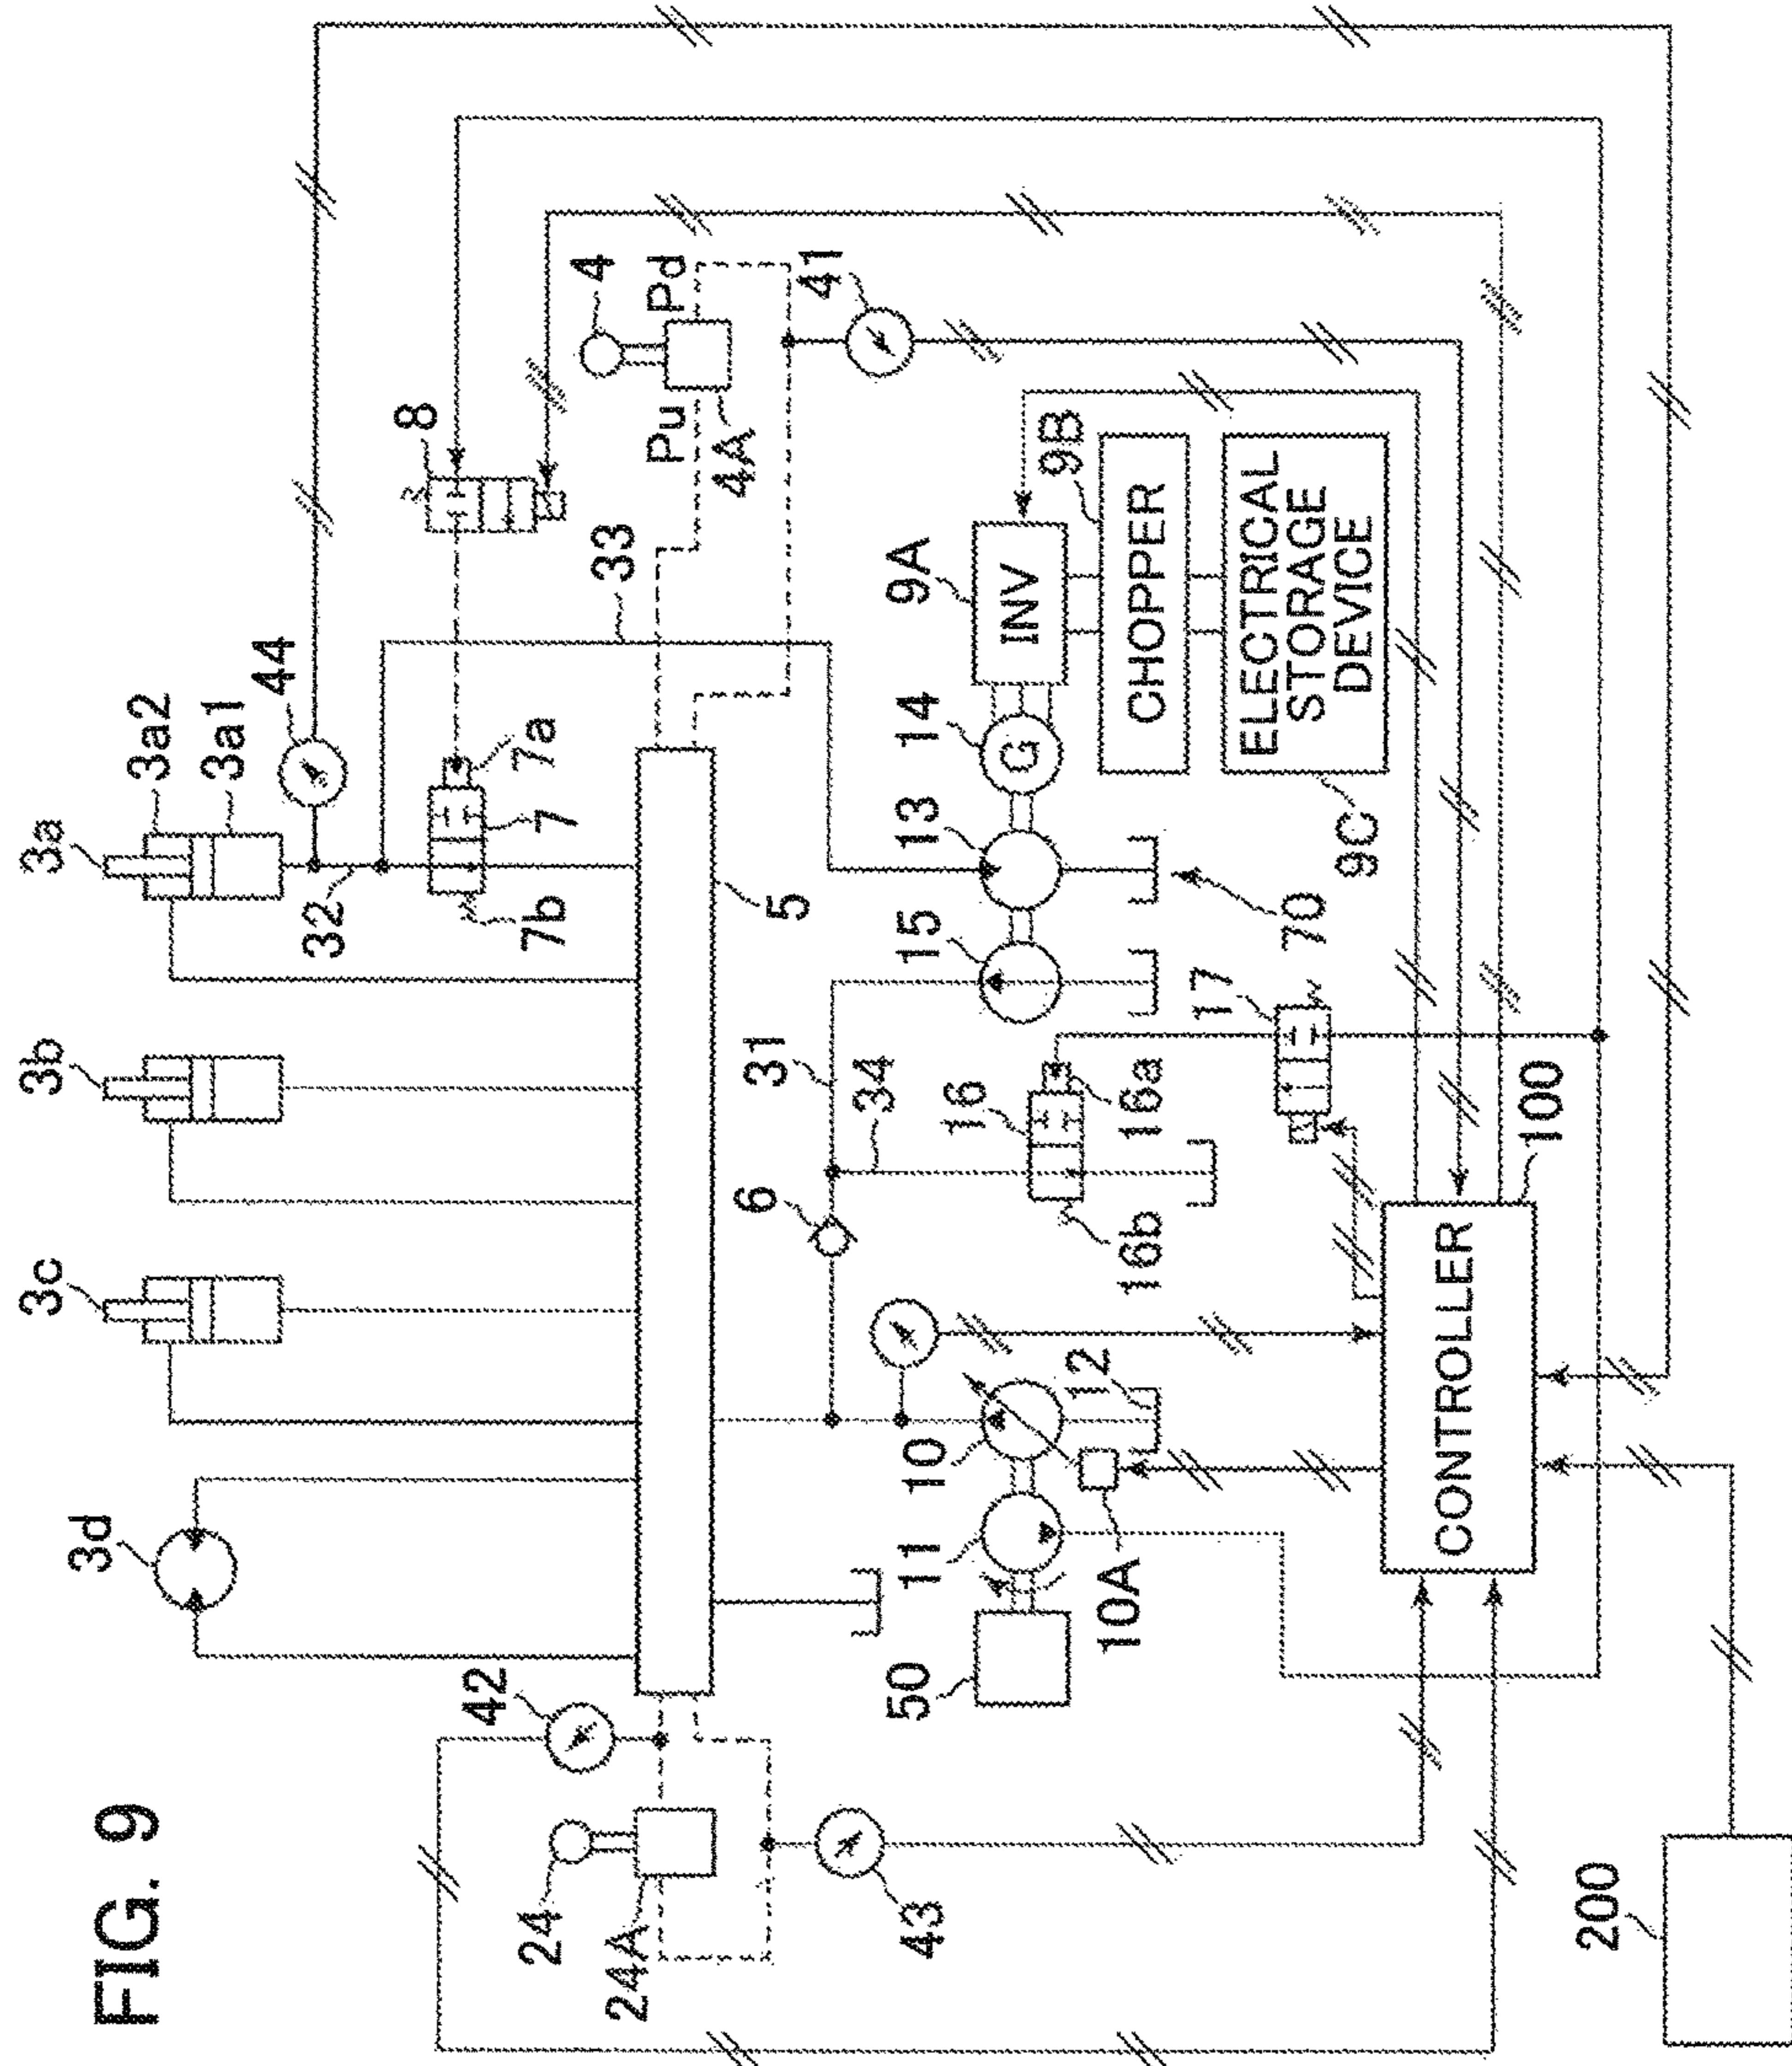 FIG. 9
3a
3b
3c
3d
3a2
3a1
44
32
7b
7
7a
8
33
4
Pu
Pd
4A
41
5
42
24
24A
43
6
31
34
15
13
14
9A
INV
9B
CHOPPER
9C
ELECTRICAL
STORAGE
DEVICE
70
16
16a
16b
17
10
11
12
10A
50
G
100
CONTROLLER
200